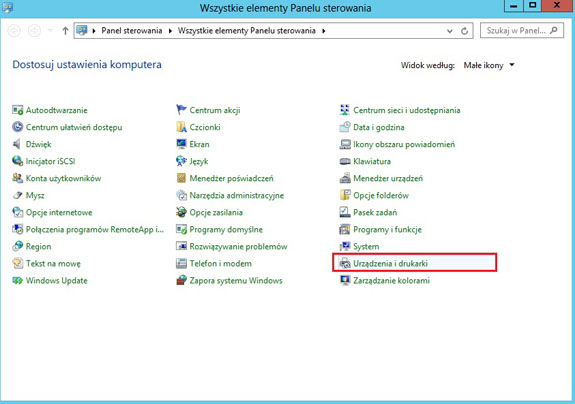 Wszystkie elementy Panelu sterowania
Panel sterowania
Wszystkie elementy Panelu sterowania
Szukaj w Panel...
Dostosuj ustawienia komputera
Widok według:
Małe ikony
Autoodtwarzanie
Centrum akcji
Centrum sieci i udostępniania
Centrum ułatwień dostępu
Czcionki
Data i godzina
Dźwięk
Ekran
Ikony obszaru powiadomień
Inicjator iSCSI
Język
Klawiatura
Konta użytkowników
Menedżer poświadczeń
Menedżer urządzeń
Mysz
Narzędzia administracyjne
Opcje folderów
Opcje internetowe
Opcje zasilania
Pasek zadań
Połączenia programów RemoteApp i...
Programy domyślne
Programy i funkcje
Region
Rozwiązywanie problemów
System
Tekst na mowę
Telefon i modem
Urządzenia i drukarki
Windows Update
Zapora systemu Windows
Zarządzanie kolorami